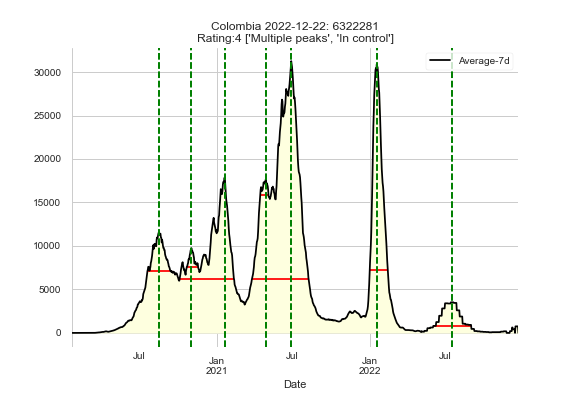 Colombia 2022-12-22: 6322281
Rating:4 ['Multiple peaks', 'In control']
Average-7d
30000
25000
20000
15000
10000
5000
0
Jul
Jan
2021
Jul
Jan
2022
Jul
Date